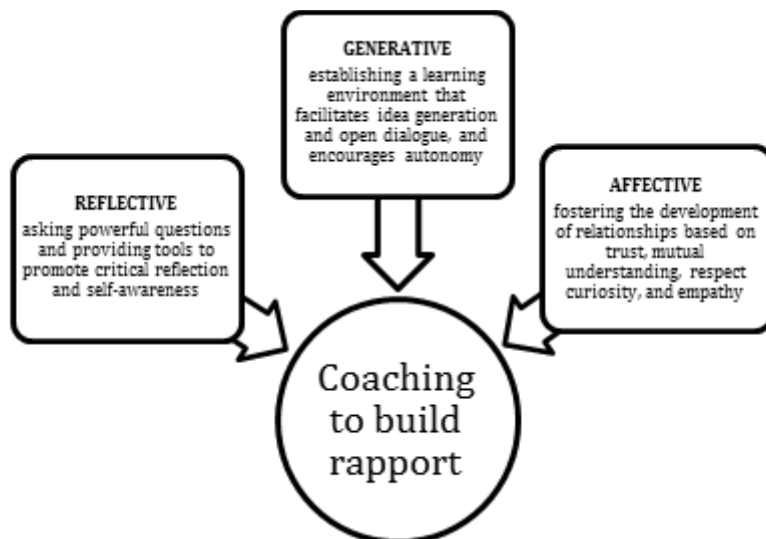 GENERATIVE
establishing a learning
environment that
facilitates idea generation
and open dialogue, and
encourages autonomy
REFLECTIVE
asking powerful questions
and providing tools to
promote critical reflection
and self-awareness
AFFECTIVE
fostering the development
of relationships based on
trust, mutual
understanding, respect
curiosity, and empathy
Coaching
to build
rapport